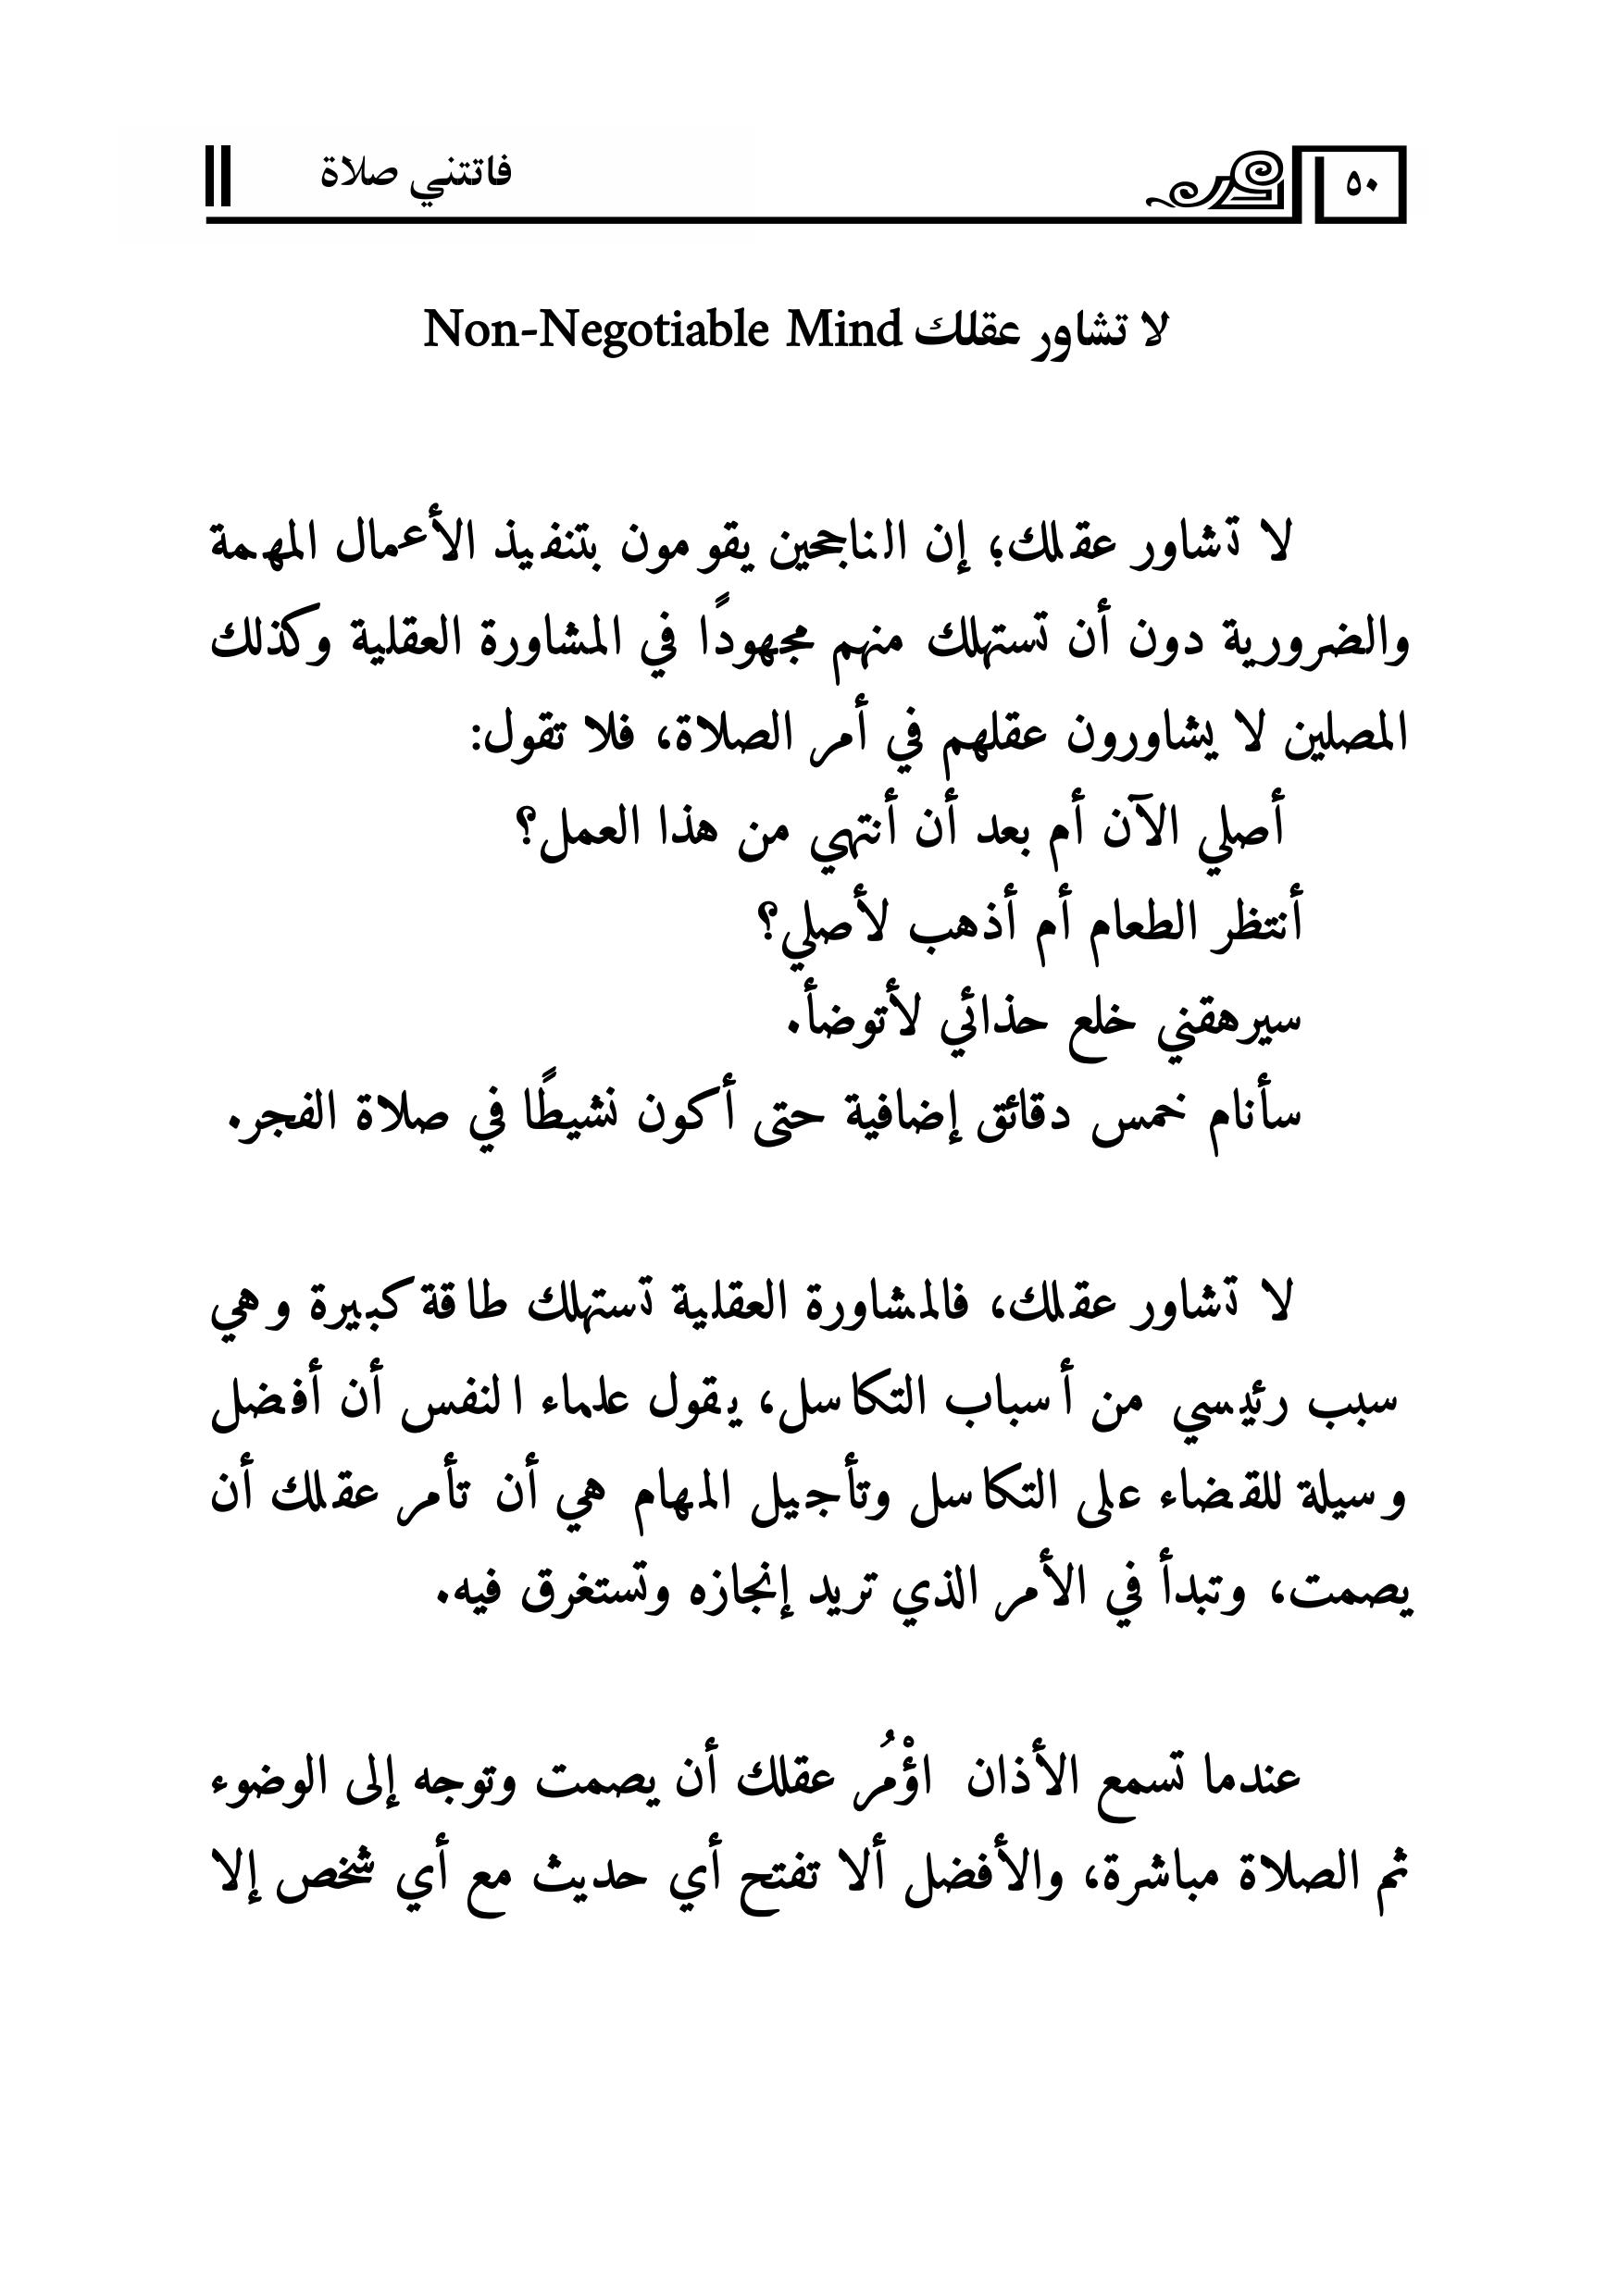 ٥٠
فاتتني صلاة
لا تشاور عقلك Non-Negotiable Mind
لا تشاور عقلك؛ إن الناجحين يقومون بتنفيذ الأعمال المهمة
والضرورية دون أن تستهلك منهم مجهودًا في المشاورة العقلية وكذلك
المصلين لا يشاورون عقلهم في أمر الصلاة، فلا تقول:
أصلي الآن أم بعد أن أنتهي من هذا العمل؟
أنتظر الطعام أم أذهب لأصلي؟
سيرهقني خلع حذائي لأتوضأ.
سأنام خمس دقائق إضافية حتى أكون نشيطًا في صلاة الفجر.
لا تشاور عقلك، فالمشاورة العقلية تستهلك طاقة كبيرة وهي
سبب رئيسي من أسباب التكاسل، يقول علماء النفس أن أفضل
وسيلة للقضاء على التكاسل وتأجيل المهام هي أن تأمر عقلك أن
يصمت، وتبدأ في الأمر الذي تريد إنجازه وتستغرق فيه.
عندما تسمع الأذان اؤْمُر عقلك أن يصمت وتوجه إلى الوضوء
ثم الصلاة مباشرة، والأفضل ألا تفتح أي حديث مع أي شخص إلا